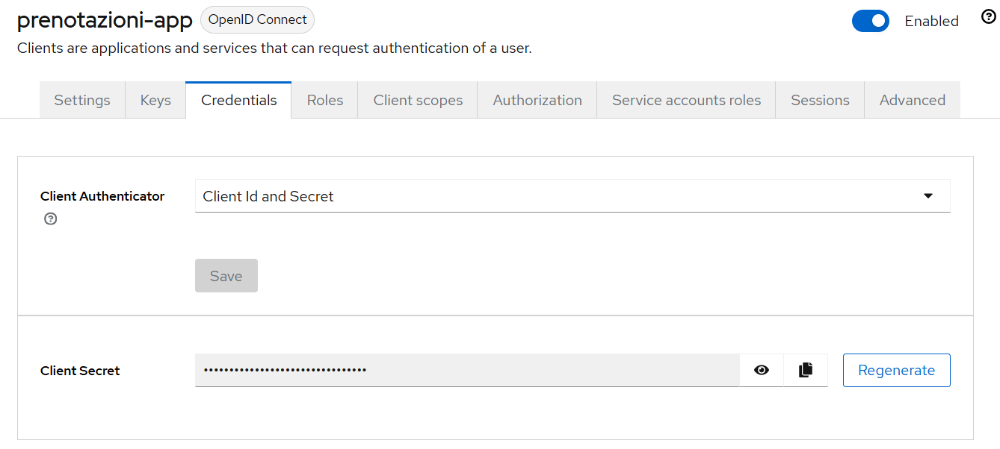 prenotazioni-app OpenID Connect Enabled
Clients are applications and services that can request authentication of a user.
Settings Keys Credentials Roles Client scopes Authorization Service accounts roles Sessions Advanced
Client Authenticator Client Id and Secret
Save
Client Secret •••••••••••••••••••••••••••••••• Regenerate